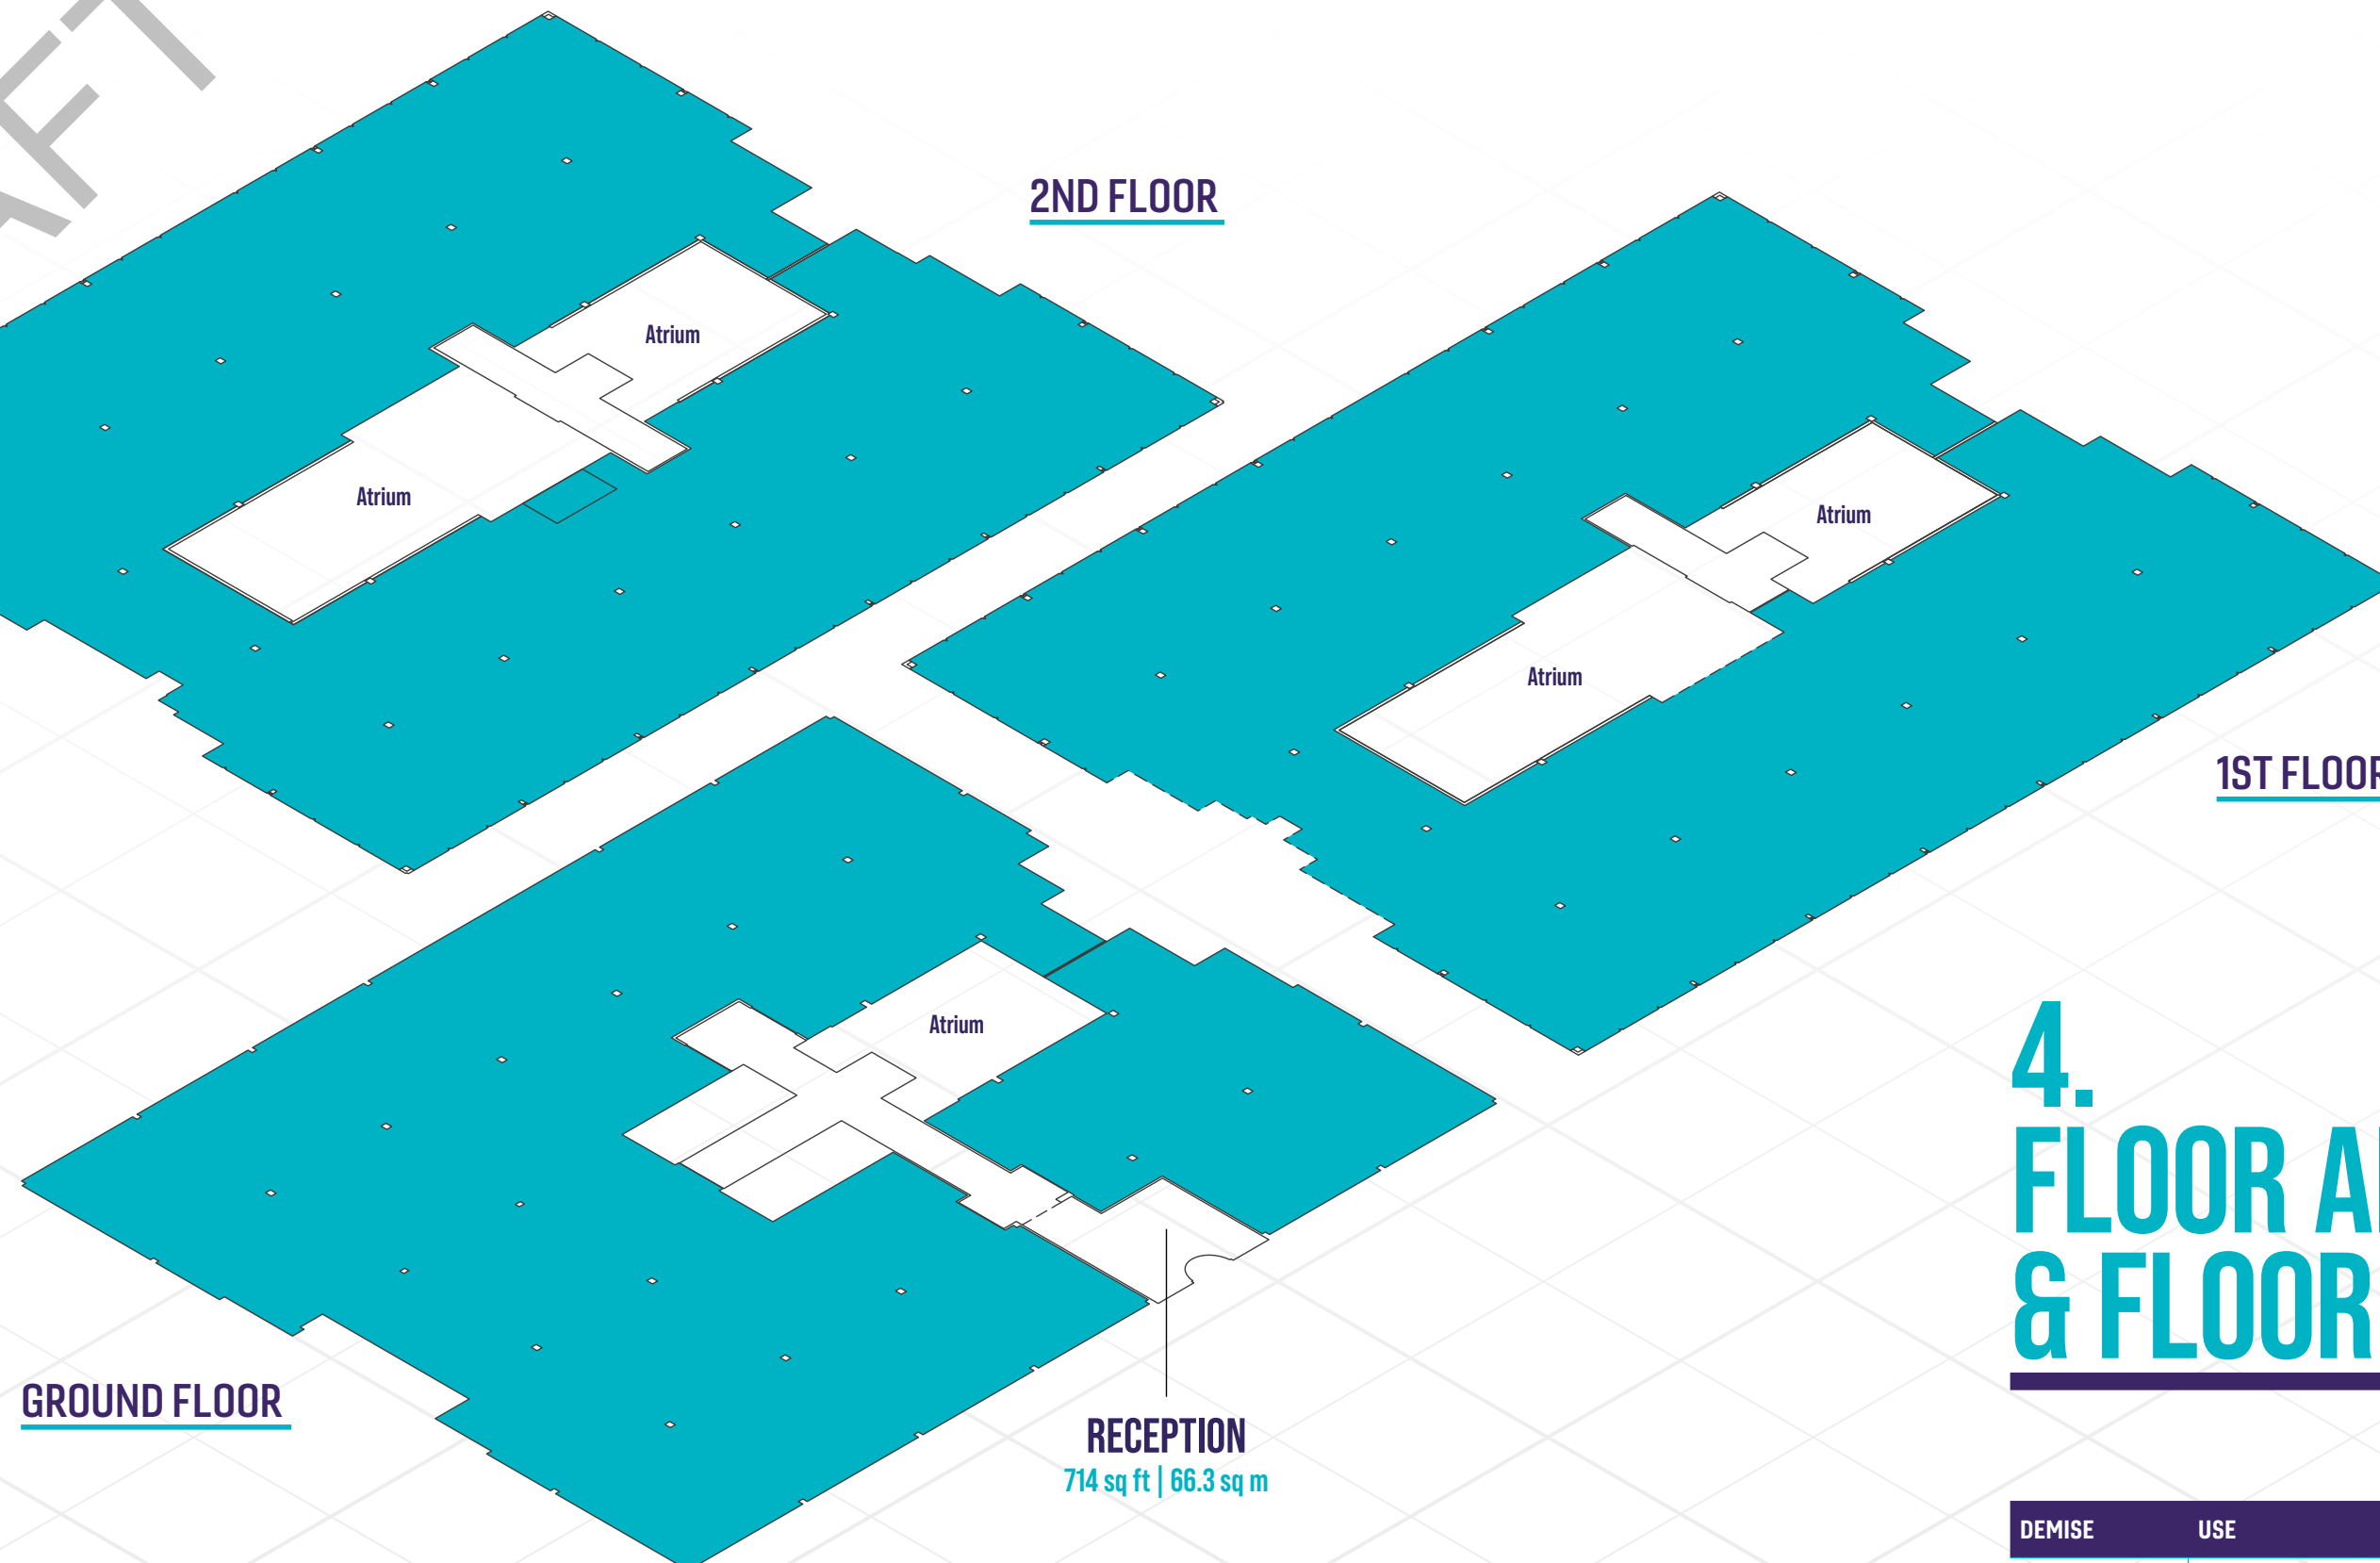 AFT
2ND FLOOR
Atrium
Atrium
Atrium
Atrium
1ST FLOOR
Atrium
4.
FLOOR A
& FLOOR
GROUND FLOOR
RECEPTION
714 sq ft | 66.3 sq m
DEMISE USE